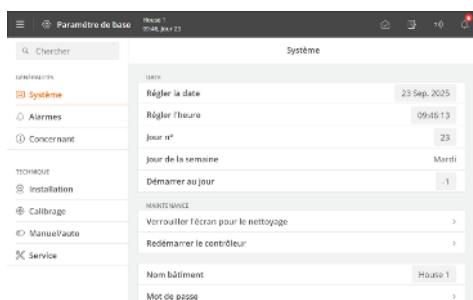 Paramètre de base
House 1
09:46, Jour 23
Chercher
Système
GÉNÉRALITÉS
Système
Alarmes
Concernant
TECHNIQUE
Installation
Calibrage
Manuel/auto
Service
DATE
Régler la date 23 Sep. 2025
Régler l'heure 09:46:13
Jour n° 23
Jour de la semaine Mardi
Démarrer au jour -1
MAINTENANCE
Verrouiller l'écran pour le nettoyage
Redémarrer le contrôleur
Nom bâtiment House 1
Mot de passe